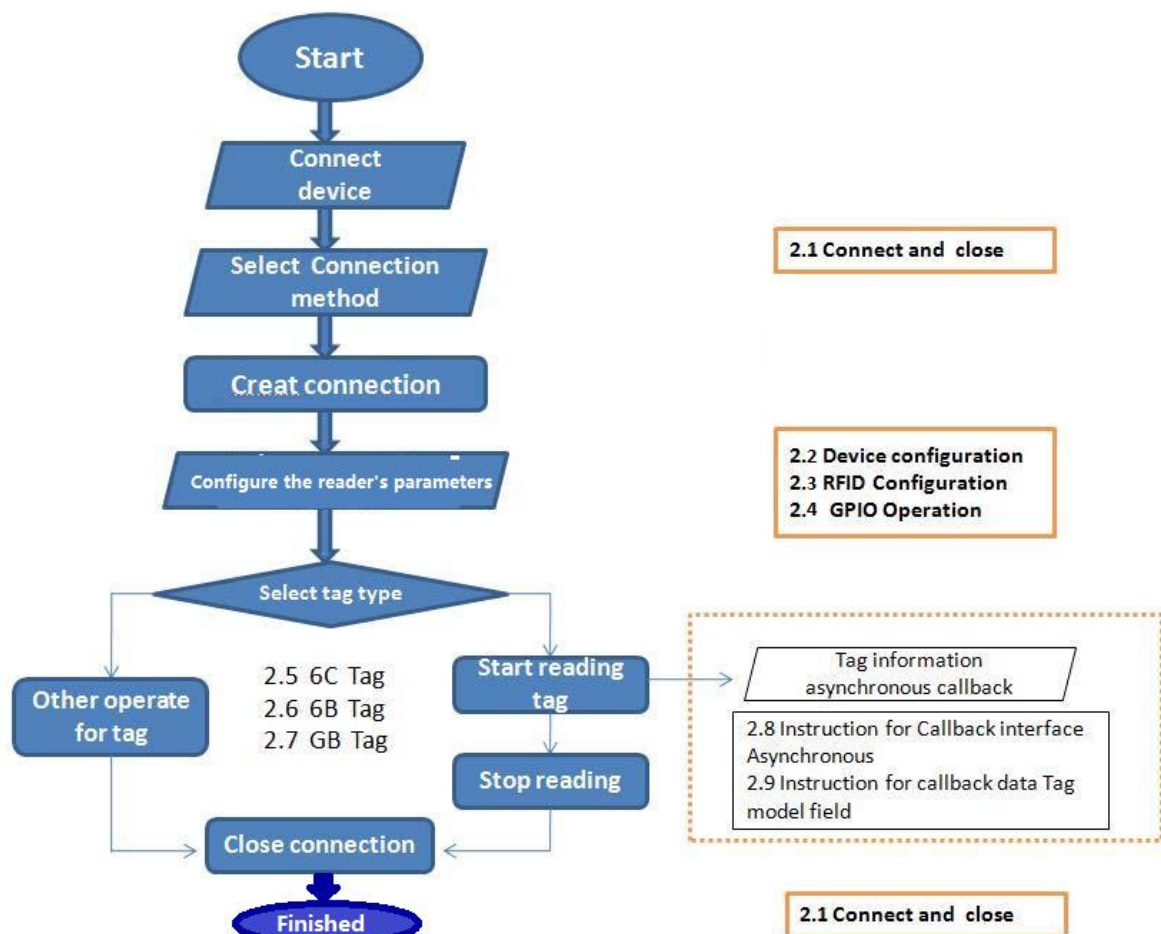 Start
Connect
device
Select Connection
method
2.1 Connect and close
Creat connection
Configure the reader's parameters
2.2 Device configuration
2.3 RFID Configuration
2.4 GPIO Operation
Select tag type
Other operate
for tag
2.5 6C Tag
2.6 6B Tag
2.7 GB Tag
Start reading
tag
Stop reading
Tag information
asynchronous callback
2.8 Instruction for Callback interface
Asynchronous
2.9 Instruction for callback data Tag
model field
Close connection
Finished
2.1 Connect and close